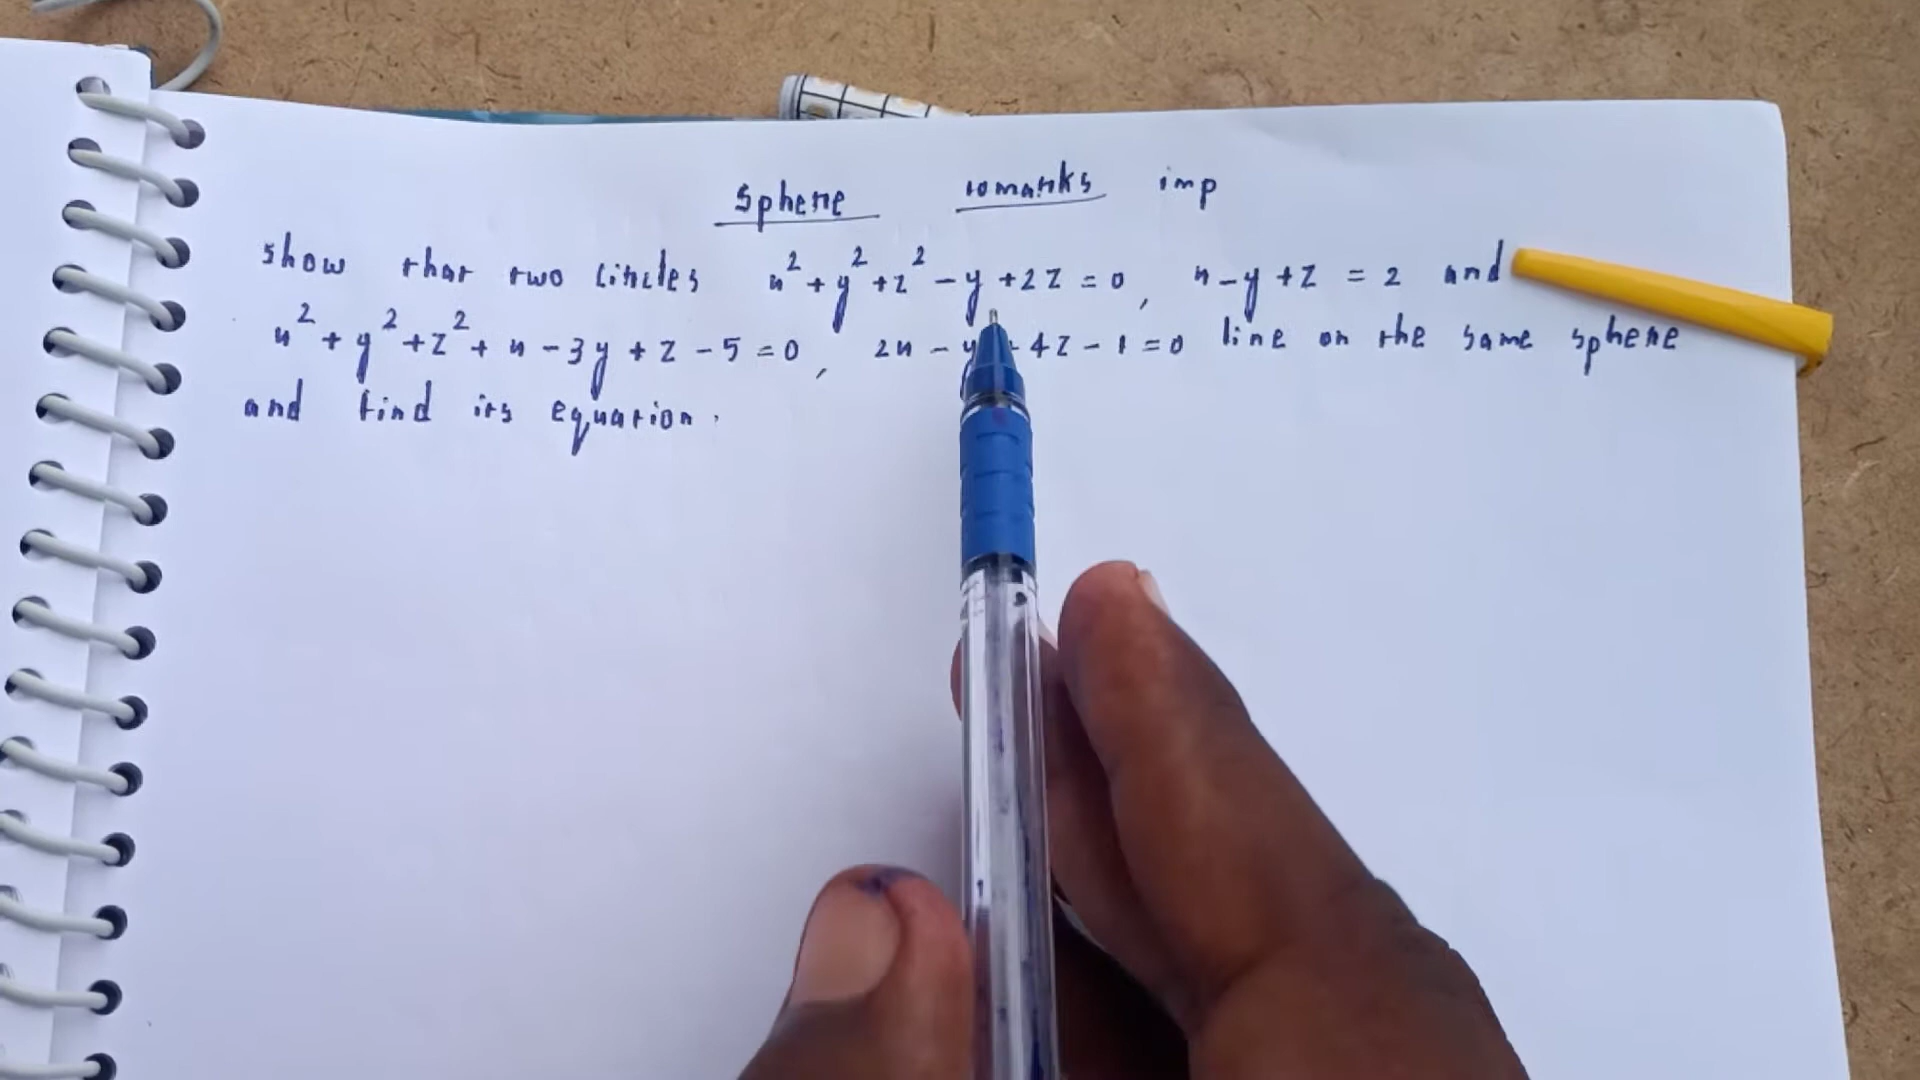 Sphere 10marks imp
Show that two circles x² + y² + z² - y + 2z = 0, x - y + z = 2 and
x² + y² + z² + x - 3y + z - 5 = 0, 2x - y 4z - 1 = 0 line on the same sphere
and find its equation.